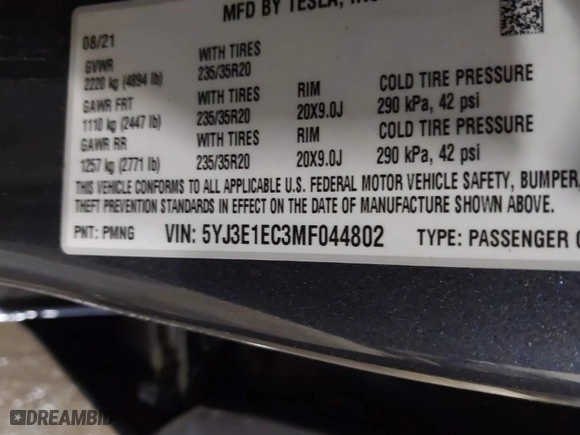 MFD BY TESLA, INC
08/21
GVWR WITH TIRES
2220 kg (4894 lb) 235/35R20
GAWR FRT WITH TIRES RIM COLD TIRE PRESSURE
1110 kg (2447 lb) 235/35R20 20X9.0J 290 kPa, 42 psi
GAWR RR WITH TIRES RIM COLD TIRE PRESSURE
1257 kg (2771 lb) 235/35R20 20X9.0J 290 kPa, 42 psi
THIS VEHICLE CONFORMS TO ALL APPLICABLE U.S. FEDERAL MOTOR VEHICLE SAFETY, BUMPER,
THEFT PREVENTION STANDARDS IN EFFECT ON THE DATE OF MANUFACTURE SHOWN ABOVE.
PNT: PMNG VIN: 5YJ3E1EC3MF044802 TYPE: PASSENGER
DREAMBID